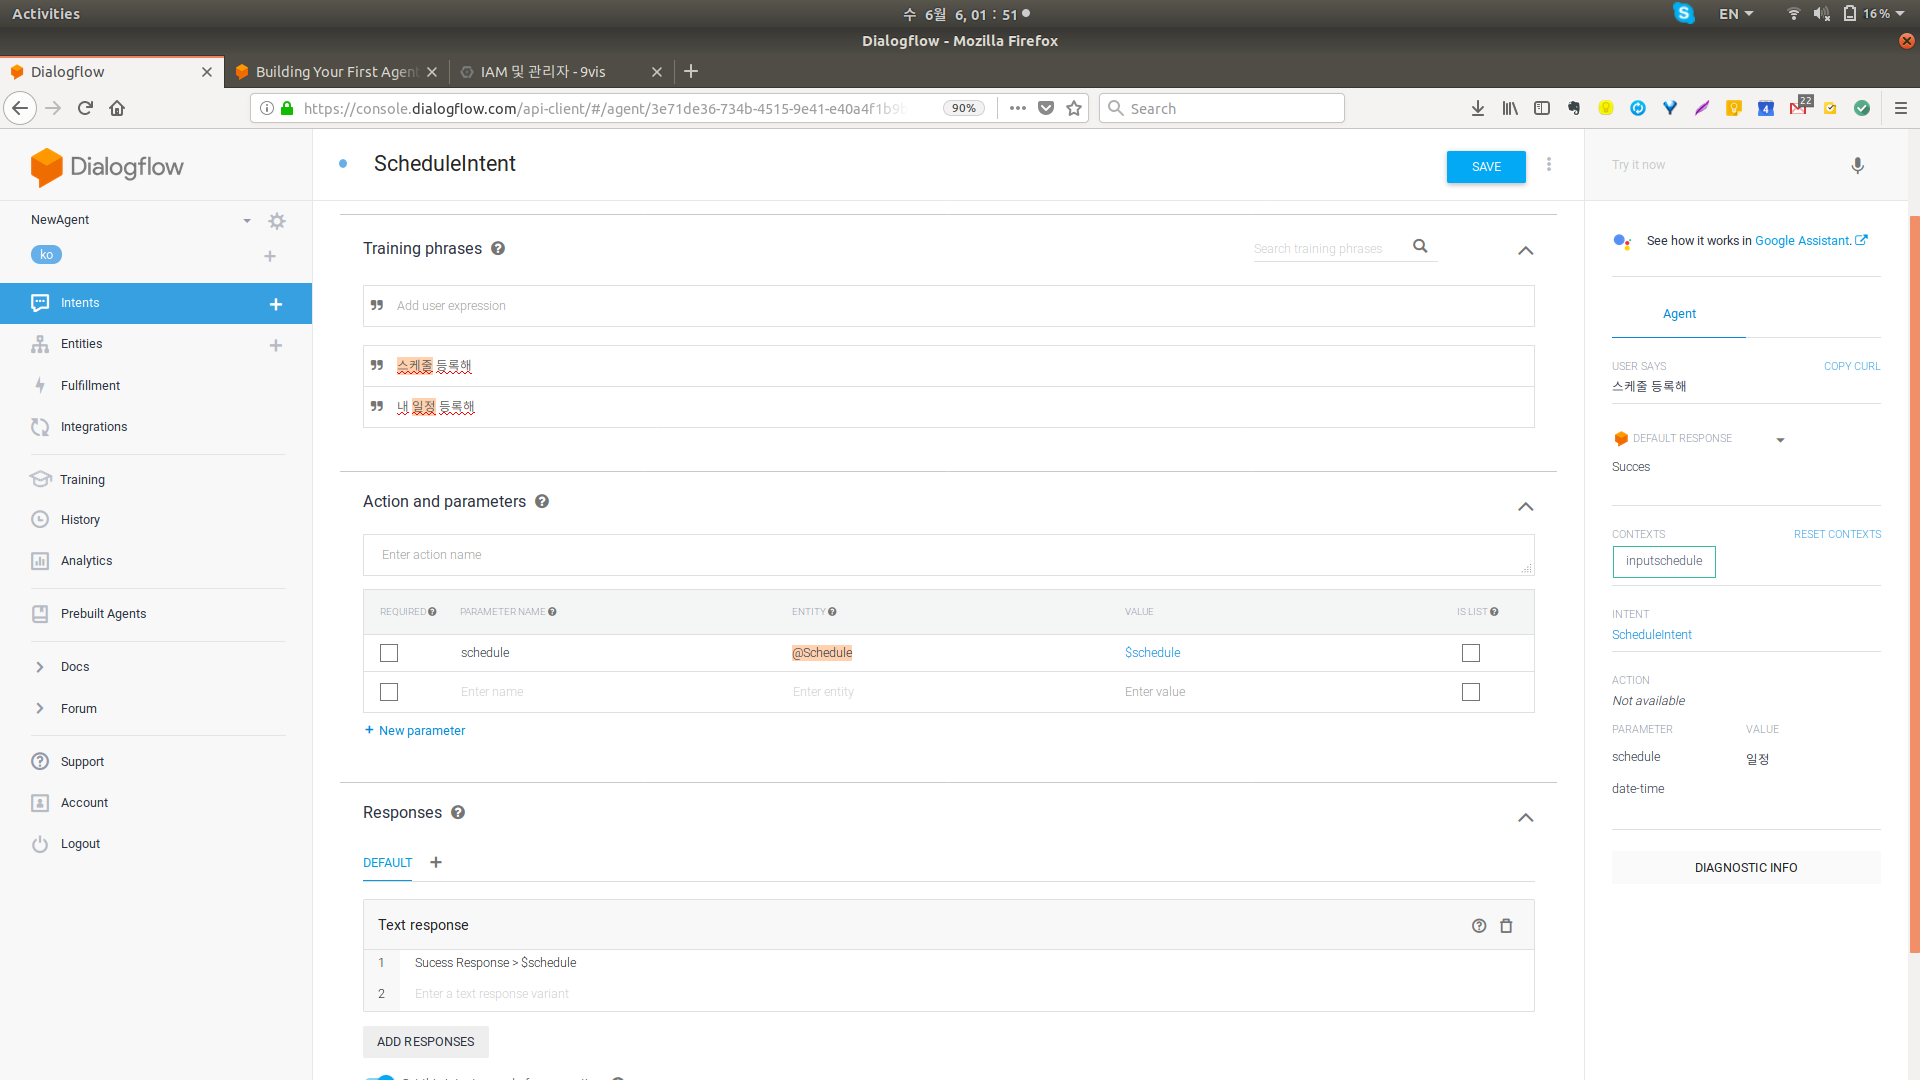 Activities
수 6월 6, 01 : 51
EN
16%
Dialogflow - Mozilla Firefox
Dialogflow
Building Your First Agen
IAM 및 관리자 - 9vis
https://console.dialogflow.com/api-client/#/agent/3e71de36-734b-4515-9e41-e40a4f1b9b
90%
Search
22
4
Dialogflow
ScheduleIntent
SAVE
Try it now
NewAgent
ko
Intents
Entities
Fulfillment
Integrations
Training
History
Analytics
Prebuilt Agents
Docs
Forum
Support
Account
Logout
Training phrases
Search training phrases
Add user expression
스케줄 등록해
내 일정 등록해
Action and parameters
Enter action name
REQUIRED PARAMETER NAME ENTITY VALUE IS LIST
schedule @Schedule $schedule
Enter name Enter entity Enter value
+ New parameter
Responses
DEFAULT
Text response
1 Sucess Response > $schedule
2 Enter a text response variant
ADD RESPONSES
See how it works in Google Assistant.
Agent
USER SAYS COPY CURL
스케줄 등록해
DEFAULT RESPONSE
Succes
CONTEXTS RESET CONTEXTS
inputschedule
INTENT
ScheduleIntent
ACTION
Not available
PARAMETER VALUE
schedule 일정
date-time
DIAGNOSTIC INFO